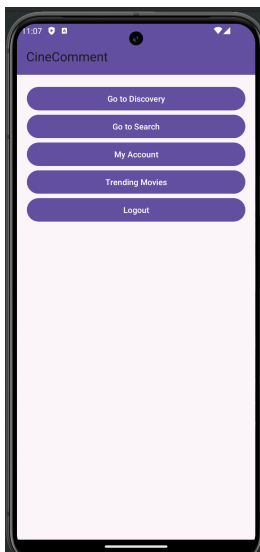 11:07
CineComment
Go to Discovery
Go to Search
My Account
Trending Movies
Logout